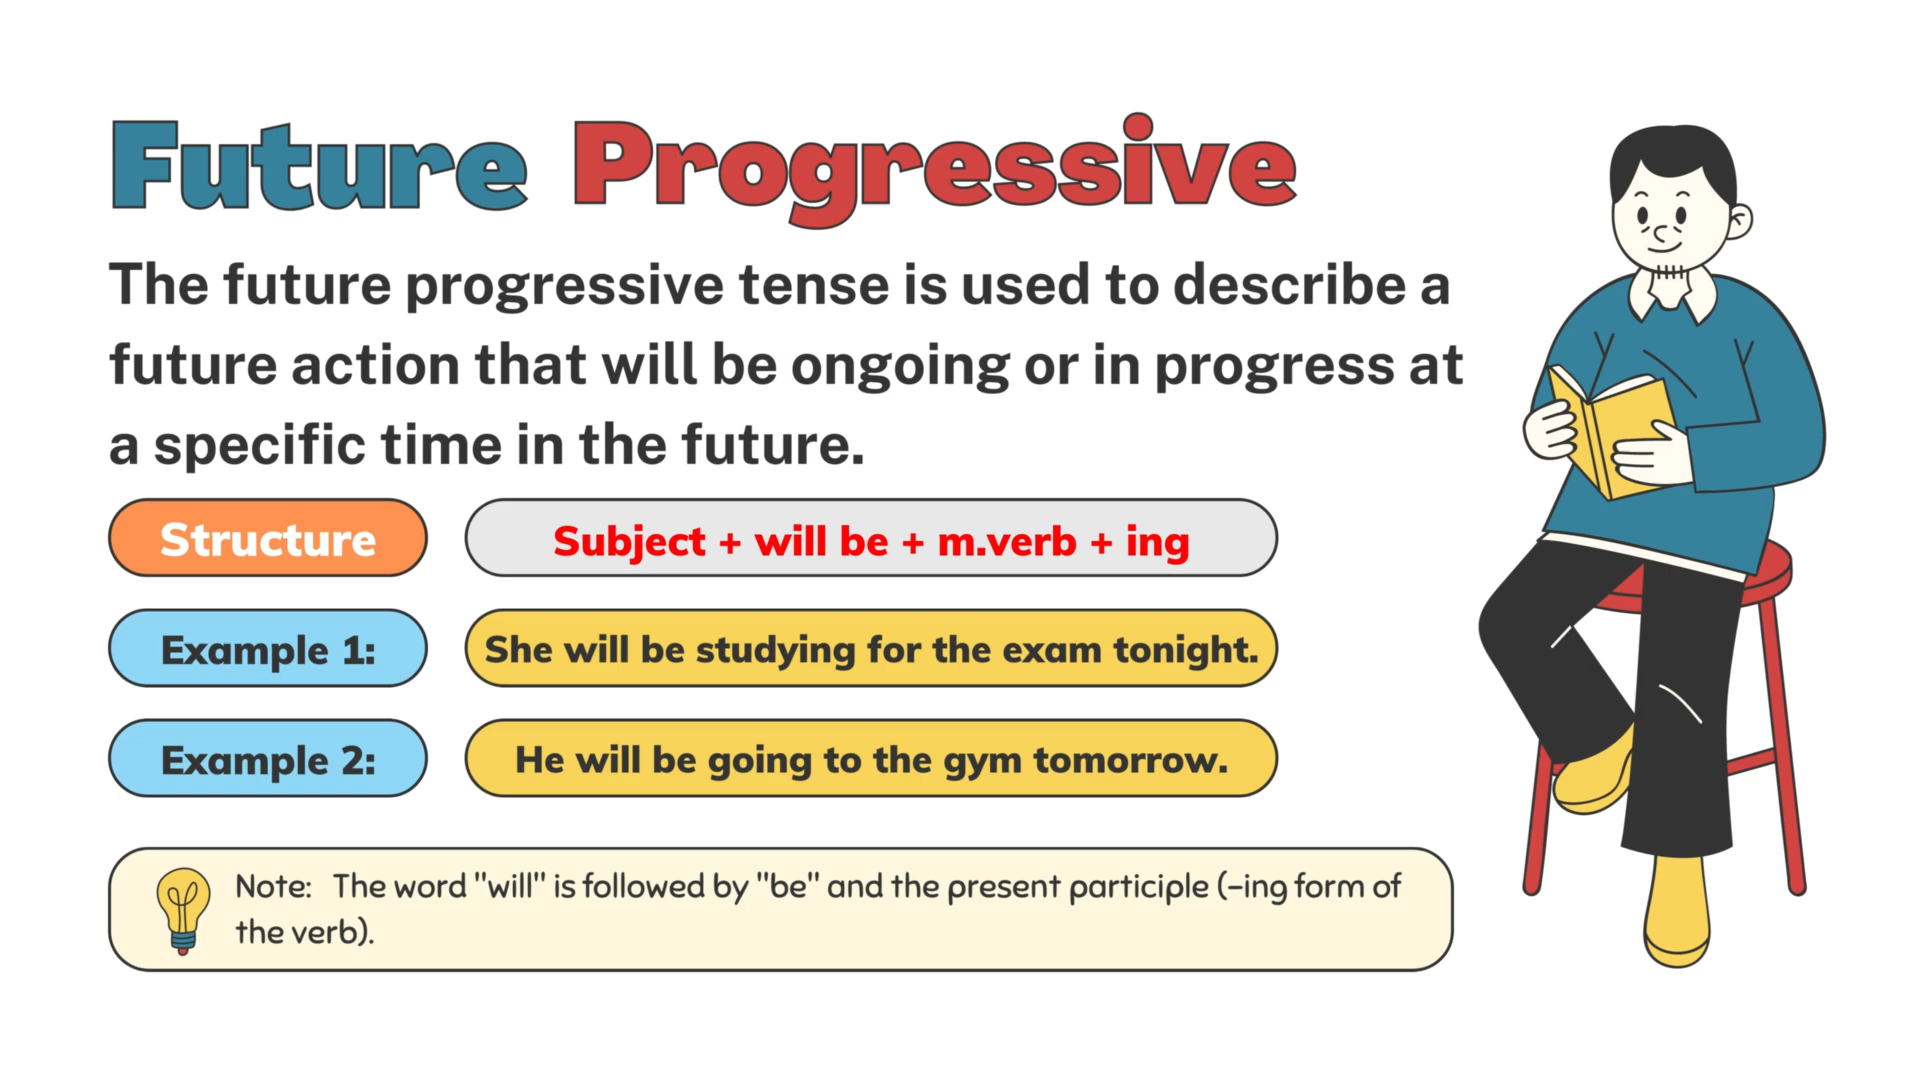 Future Progressive
The future progressive tense is used to describe a
future action that will be ongoing or in progress at
a specific time in the future.
Structure
Subject + will be + m.verb + ing
Example 1:
She will be studying for the exam tonight.
Example 2:
He will be going to the gym tomorrow.
Note: The word "will" is followed by "be" and the present participle (-ing form of
the verb).